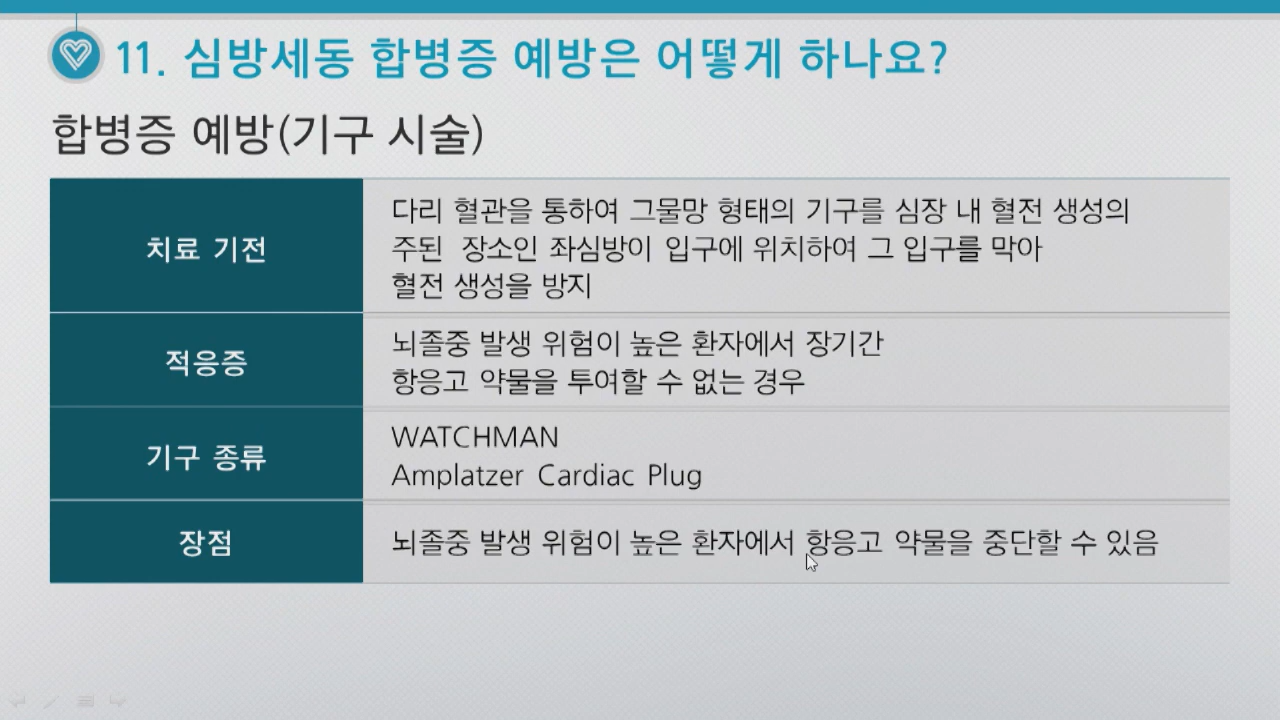 11. 심방세동 합병증 예방은 어떻게 하나요?
합병증 예방(기구 시술)
치료 기전
다리 혈관을 통하여 그물망 형태의 기구를 심장 내 혈전 생성의
주된 장소인 좌심방이 입구에 위치하여 그 입구를 막아
혈전 생성을 방지
적응증
뇌졸중 발생 위험이 높은 환자에서 장기간
항응고 약물을 투여할 수 없는 경우
기구 종류
WATCHMAN
Amplatzer Cardiac Plug
장점
뇌졸중 발생 위험이 높은 환자에서 항응고 약물을 중단할 수 있음